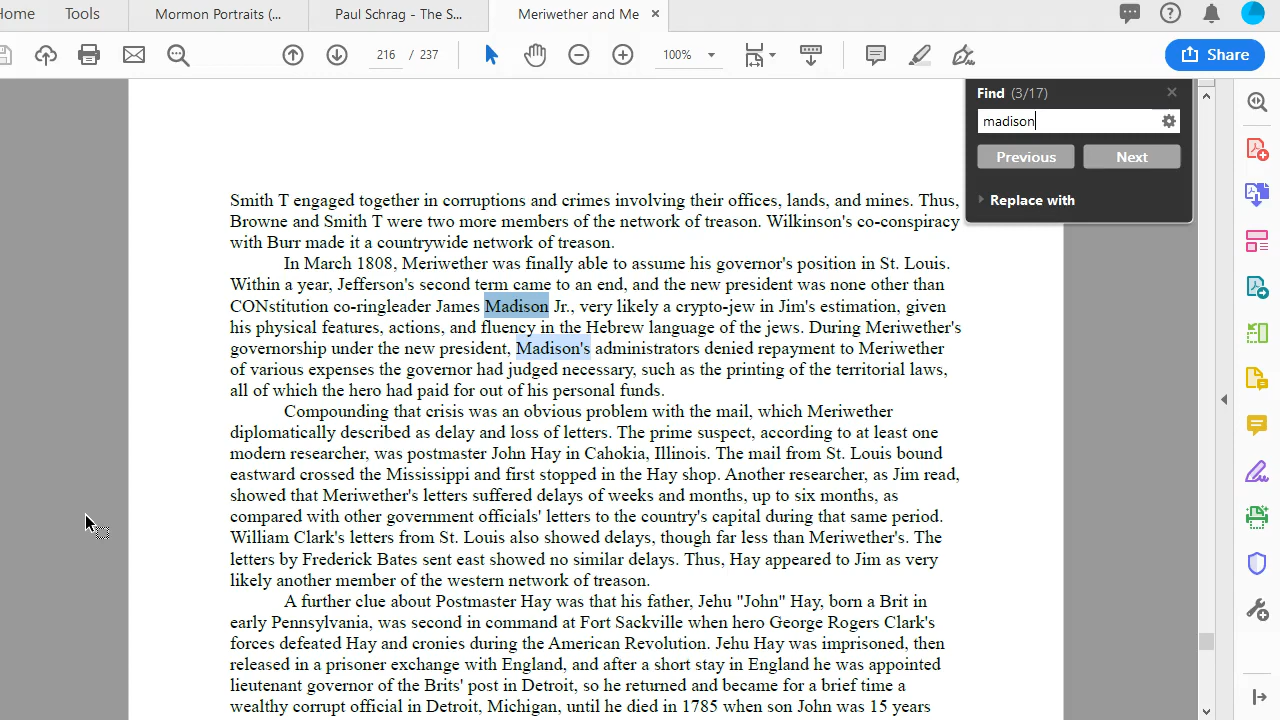 Home Tools Mormon Portraits (... Paul Schrag - The S... Meriwether and Me
216 / 237 100% Share
Find (3/17)
madison
Previous Next
Replace with
Smith T engaged together in corruptions and crimes involving their offices, lands, and mines. Thus,
Browne and Smith T were two more members of the network of treason. Wilkinson's co-conspiracy
with Burr made it a countrywide network of treason.
In March 1808, Meriwether was finally able to assume his governor's position in St. Louis.
Within a year, Jefferson's second term came to an end, and the new president was none other than
CONstitution co-ringleader James Madison Jr., very likely a crypto-jew in Jim's estimation, given
his physical features, actions, and fluency in the Hebrew language of the jews. During Meriwether's
governorship under the new president, Madison's administrators denied repayment to Meriwether
of various expenses the governor had judged necessary, such as the printing of the territorial laws,
all of which the hero had paid for out of his personal funds.
Compounding that crisis was an obvious problem with the mail, which Meriwether
diplomatically described as delay and loss of letters. The prime suspect, according to at least one
modern researcher, was postmaster John Hay in Cahokia, Illinois. The mail from St. Louis bound
eastward crossed the Mississippi and first stopped in the Hay shop. Another researcher, as Jim read,
showed that Meriwether's letters suffered delays of weeks and months, up to six months, as
compared with other government officials' letters to the country's capital during that same period.
William Clark's letters from St. Louis also showed delays, though far less than Meriwether's. The
letters by Frederick Bates sent east showed no similar delays. Thus, Hay appeared to Jim as very
likely another member of the western network of treason.
A further clue about Postmaster Hay was that his father, Jehu "John" Hay, born a Brit in
early Pennsylvania, was second in command at Fort Sackville when hero George Rogers Clark's
forces defeated Hay and cronies during the American Revolution. Jehu Hay was imprisoned, then
released in a prisoner exchange with England, and after a short stay in England he was appointed
lieutenant governor of the Brits' post in Detroit, so he returned and became for a brief time a
wealthy corrupt official in Detroit, Michigan, until he died in 1785 when son John was 15 years